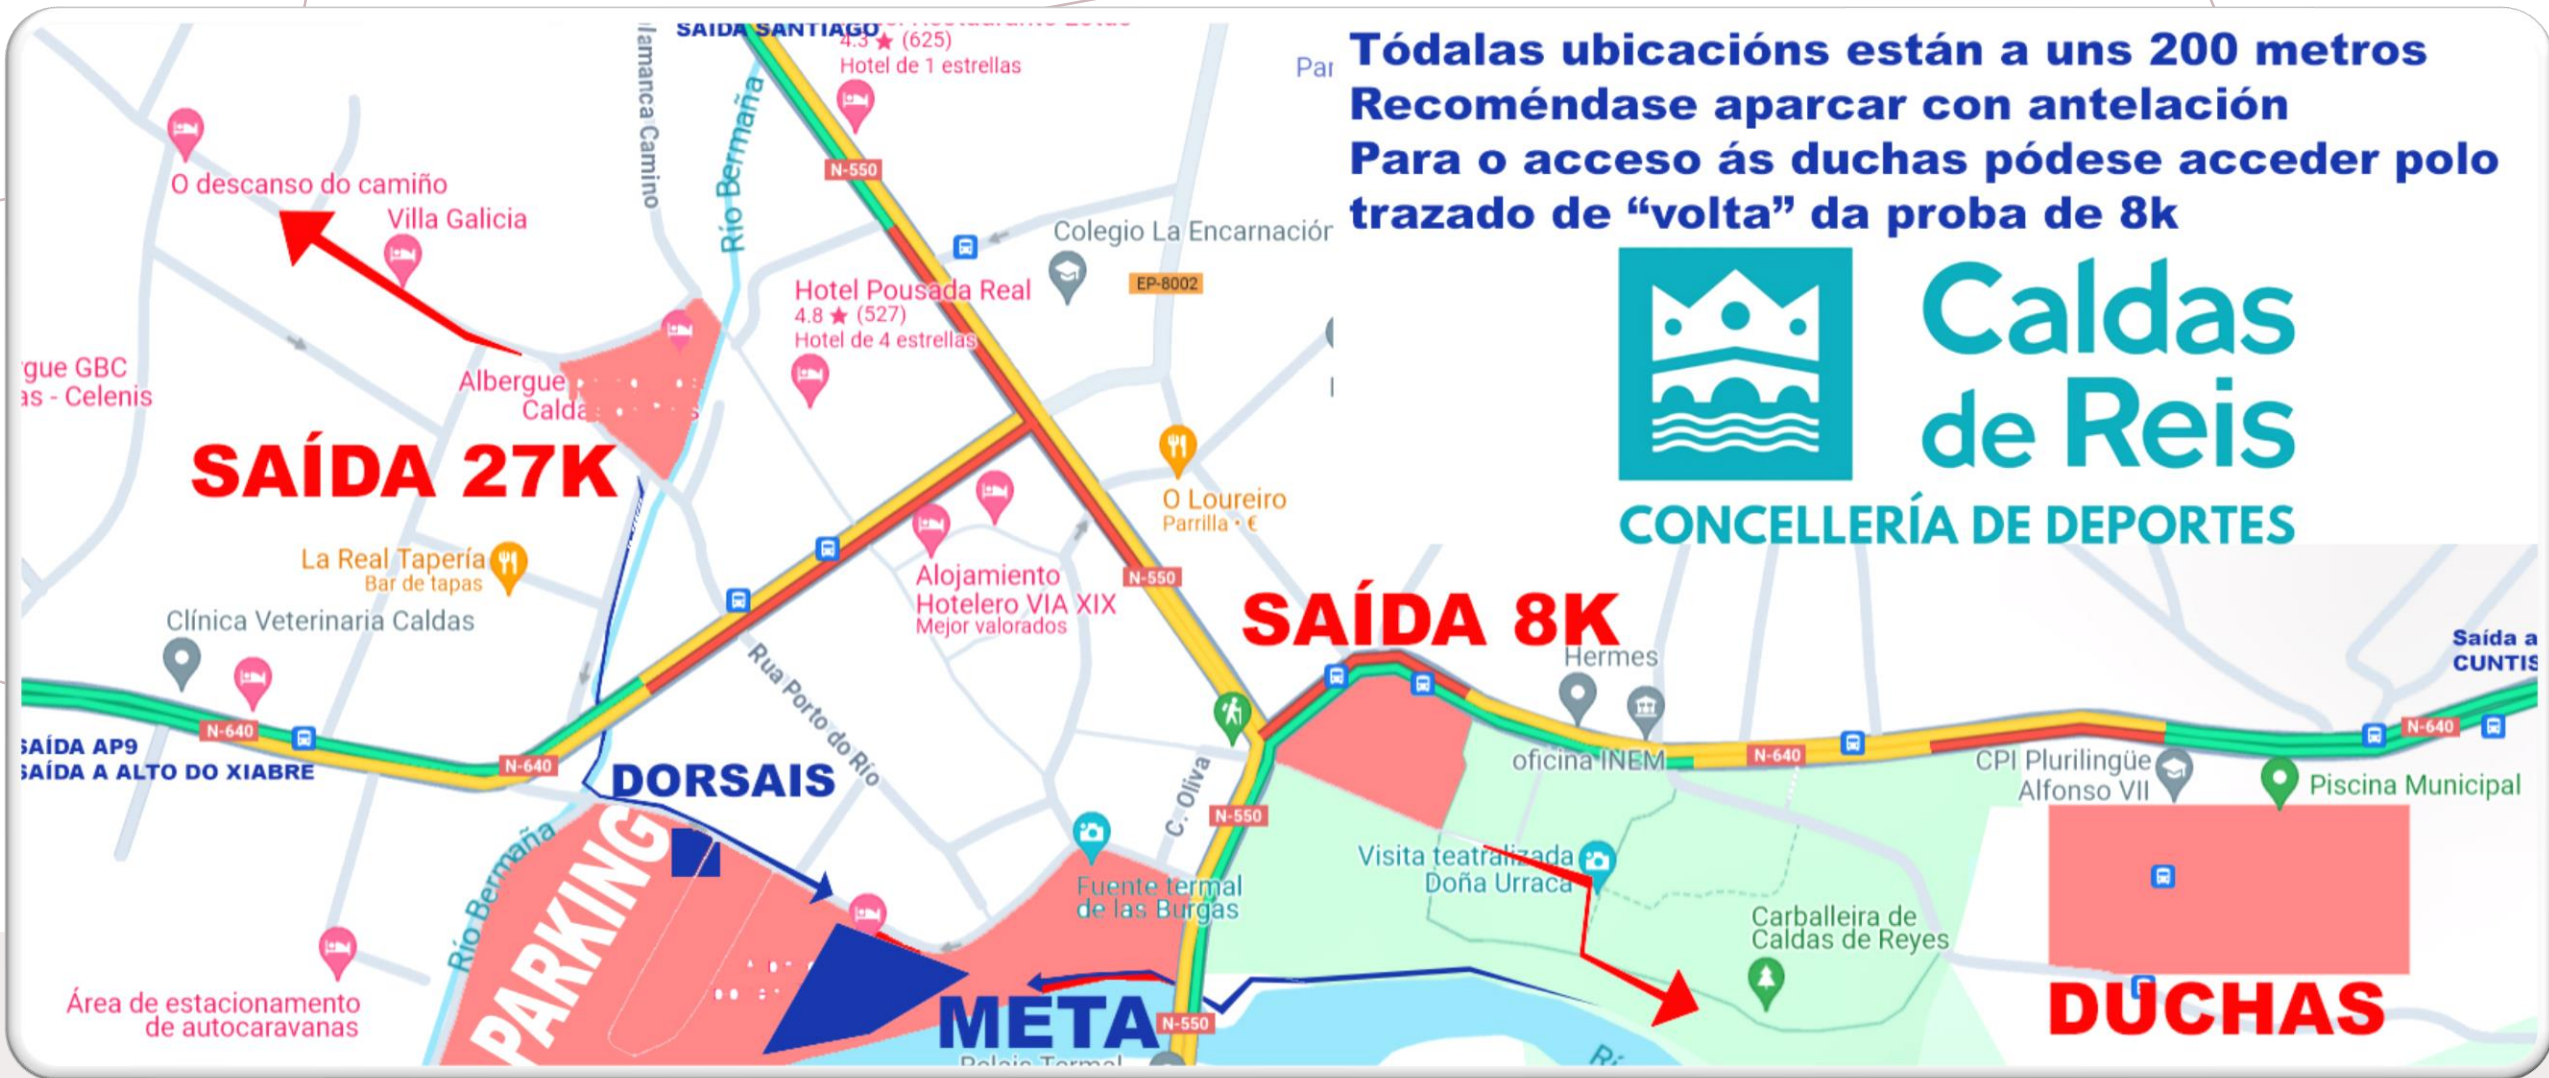 SAÍDA SANTIAGO
4.3 ★ (625)
Hotel de 1 estrellas
Río Bermaña
N-550
O descanso do camiño
Villa Galicia
Colegio La Encarnación
EP-8002
Hotel Pousada Real
4.8 ★ (527)
Hotel de 4 estrellas
Albergue
SAÍDA 27K
O Loureiro
Parrilla · €
La Real Tapería
Bar de tapas
Clínica Veterinaria Caldas
Alojamiento
Hotelero VIA XIX
Mejor valorados
N-550
Rua Porto do Río
N-640
SAÍDA AP9
SAÍDA A ALTO DO XIABRE
N-640
DORSAIS
PARKING
Río Bermaña
Área de estacionamento
de autocaravanas
C. Oliva
N-550
Fuente termal
de las Burgas
META
N-550
Tódalas ubicacións están a uns 200 metros
Recoméndase aparcar con antelación
Para o acceso ás duchas pódese acceder polo
trazado de “volta” da proba de 8k
Caldas
de Reis
CONCELLERÍA DE DEPORTES
SAÍDA 8K
Hermes
oficina INEM
N-640
CPI Plurilingüe
Alfonso VII
Saída a
CUNTIS
N-640
Piscina Municipal
Visita teatralizada
Doña Urraca
Carballeira de
Caldas de Reyes
DUCHAS